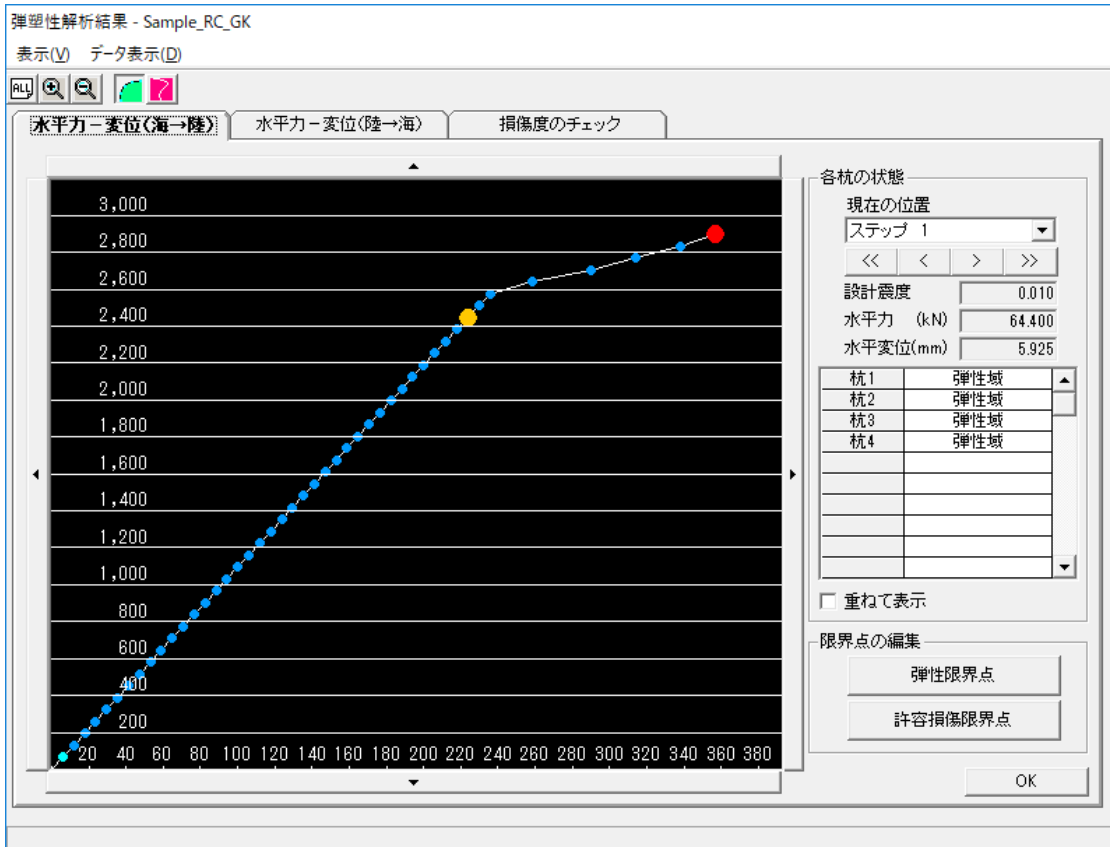 弾塑性解析結果 - Sample_RC_GK
表示(V) データ表示(D)
ALL
水平力－変位(海→陸) 水平力－変位(陸→海) 損傷度のチェック
3,000
2,800
2,600
2,400
2,200
2,000
1,800
1,600
1,400
1,200
1,000
800
600
400
200
20 40 60 80 100 120 140 160 180 200 220 240 260 280 300 320 340 360 380
各杭の状態
現在の位置
ステップ 1
<< < > >>
設計震度 0.010
水平力 (kN) 64.400
水平変位(mm) 5.925
杭1 弾性域
杭2 弾性域
杭3 弾性域
杭4 弾性域
重ねて表示
限界点の編集
弾性限界点
許容損傷限界点
OK